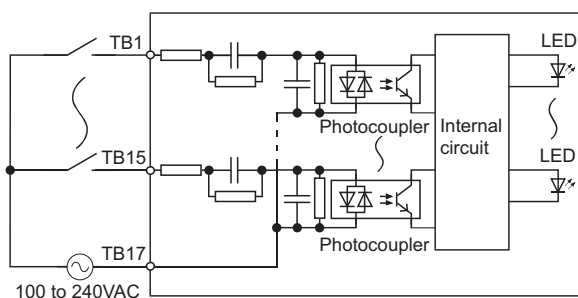 TB1
LED
Photocoupler
Internal
circuit
TB15
LED
TB17
Photocoupler
100 to 240VAC